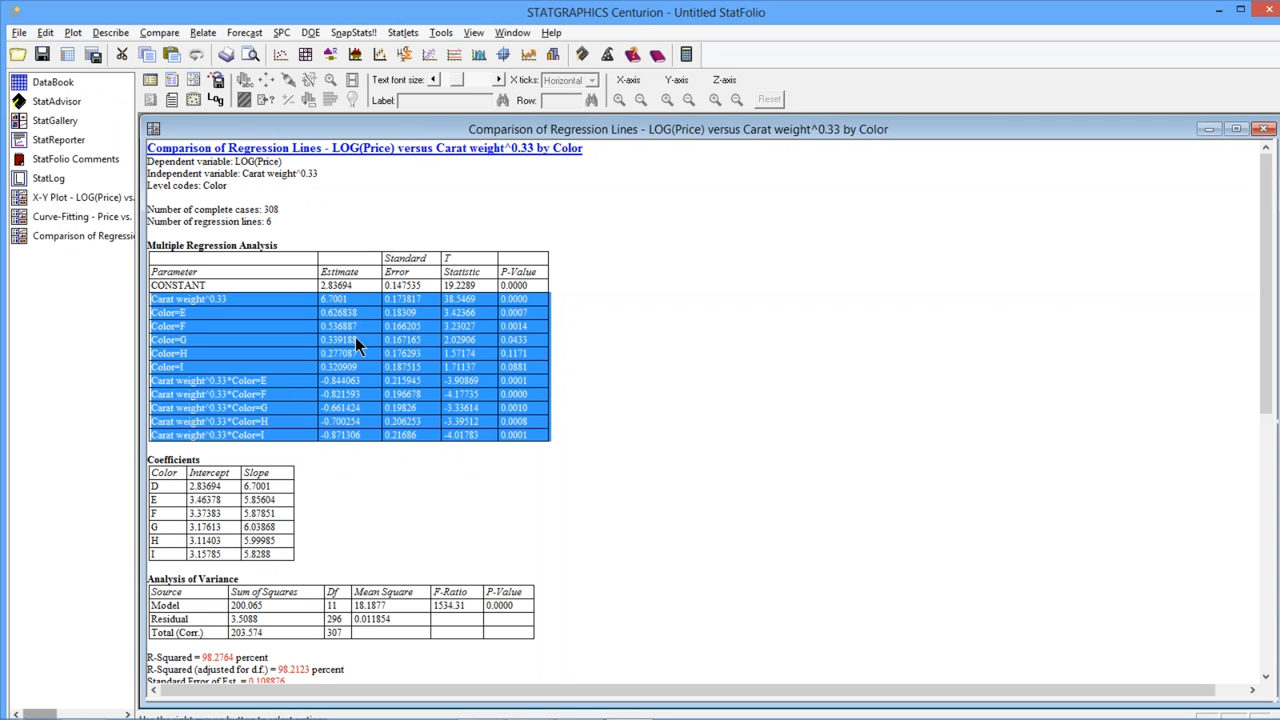 STATGRAPHICS Centurion - Untitled StatFolio
File Edit Plot Describe Compare Relate Forecast SPC DOE SnapStats!! StatLets Tools View Window Help
Text font size: X ticks: Horizontal X-axis Y-axis Z-axis
Log Label: Row: Reset
DataBook
StatAdvisor
StatGallery
StatReporter
StatFolio Comments
StatLog
X-Y Plot - LOG(Price) vs.
Curve-Fitting - Price vs.
Comparison of Regressi
Comparison of Regression Lines - LOG(Price) versus Carat weight^0.33 by Color
Comparison of Regression Lines - LOG(Price) versus Carat weight^0.33 by Color
Dependent variable: LOG(Price)
Independent variable: Carat weight^0.33
Level codes: Color
Number of complete cases: 308
Number of regression lines: 6
Multiple Regression Analysis
Standard T
Parameter Estimate Error Statistic P-Value
CONSTANT 2.83694 0.147535 19.2289 0.0000
Carat weight^0.33 6.7001 0.173817 38.5469 0.0000
Color=E 0.626838 0.18309 3.42366 0.0007
Color=F 0.536887 0.166205 3.23027 0.0014
Color=G 0.339188 0.167165 2.02906 0.0433
Color=H 0.277087 0.176293 1.57174 0.1171
Color=I 0.320909 0.187515 1.71137 0.0881
Carat weight^0.33*Color=E -0.844063 0.215945 -3.90869 0.0001
Carat weight^0.33*Color=F -0.821593 0.196678 -4.17735 0.0000
Carat weight^0.33*Color=G -0.661424 0.19826 -3.33614 0.0010
Carat weight^0.33*Color=H -0.700254 0.206253 -3.39512 0.0008
Carat weight^0.33*Color=I -0.871306 0.21686 -4.01783 0.0001
Coefficients
Color Intercept Slope
D 2.83694 6.7001
E 3.46378 5.85604
F 3.37383 5.87851
G 3.17613 6.03868
H 3.11403 5.99985
I 3.15785 5.8288
Analysis of Variance
Source Sum of Squares Df Mean Square F-Ratio P-Value
Model 200.065 11 18.1877 1534.31 0.0000
Residual 3.5088 296 0.011854
Total (Corr.) 203.574 307
R-Squared = 98.2764 percent
R-Squared (adjusted for d.f.) = 98.2123 percent
Standard Error of Est. = 0.108876